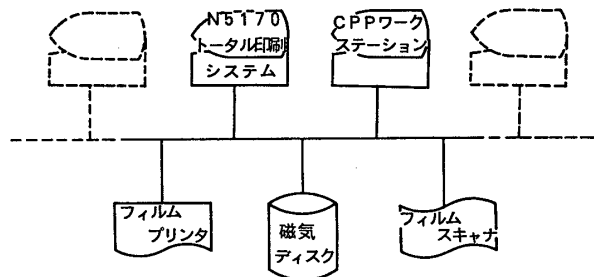 N5170
トータル印刷
システム
CPPワーク
ステーション
フィルム
プリンタ
磁気
ディスク
フィルム
スキャナ